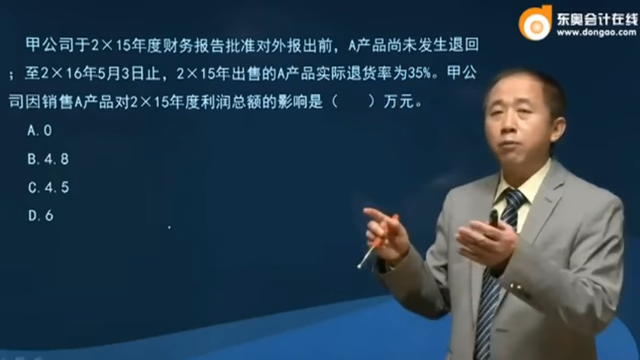 东奥会计在线
www.dongao.com
甲公司于2×15年度财务报告批准对外报出前，A产品尚未发生退回
；至2×16年5月3日止，2×15年出售的A产品实际退货率为35%。甲公
司因销售A产品对2×15年度利润总额的影响是（　　）万元。
A.0
B.4.8
C.4.5
D.6